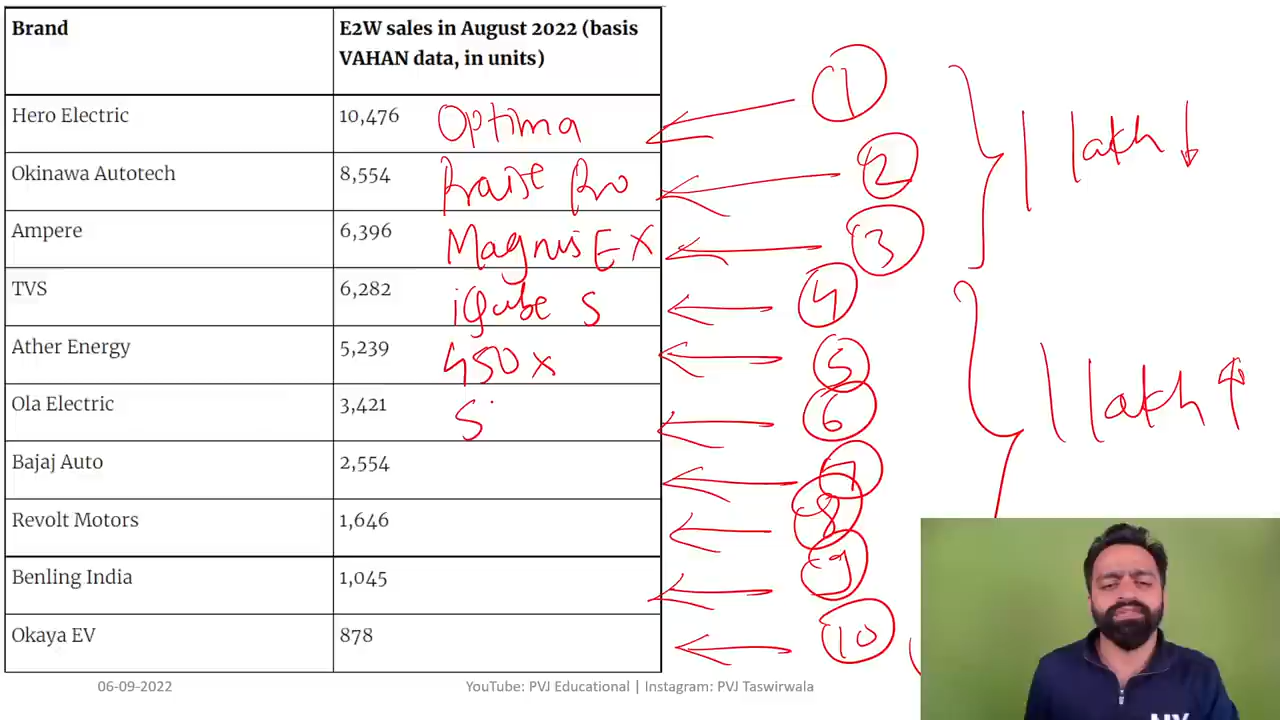 Brand E2W sales in August 2022 (basis
VAHAN data, in units)
Hero Electric 10,476 Optima 1
Okinawa Autotech 8,554 Praise Pro 2
Ampere 6,396 Magnus EX 3
1 lakh ↓
TVS 6,282 iQube S 4
Ather Energy 5,239 450x 5
Ola Electric 3,421 S 6
1 lakh ↑
Bajaj Auto 2,554 7
Revolt Motors 1,646 8
Benling India 1,045 9
Okaya EV 878 10
06-09-2022 YouTube: PVJ Educational | Instagram: PVJ Taswirwala